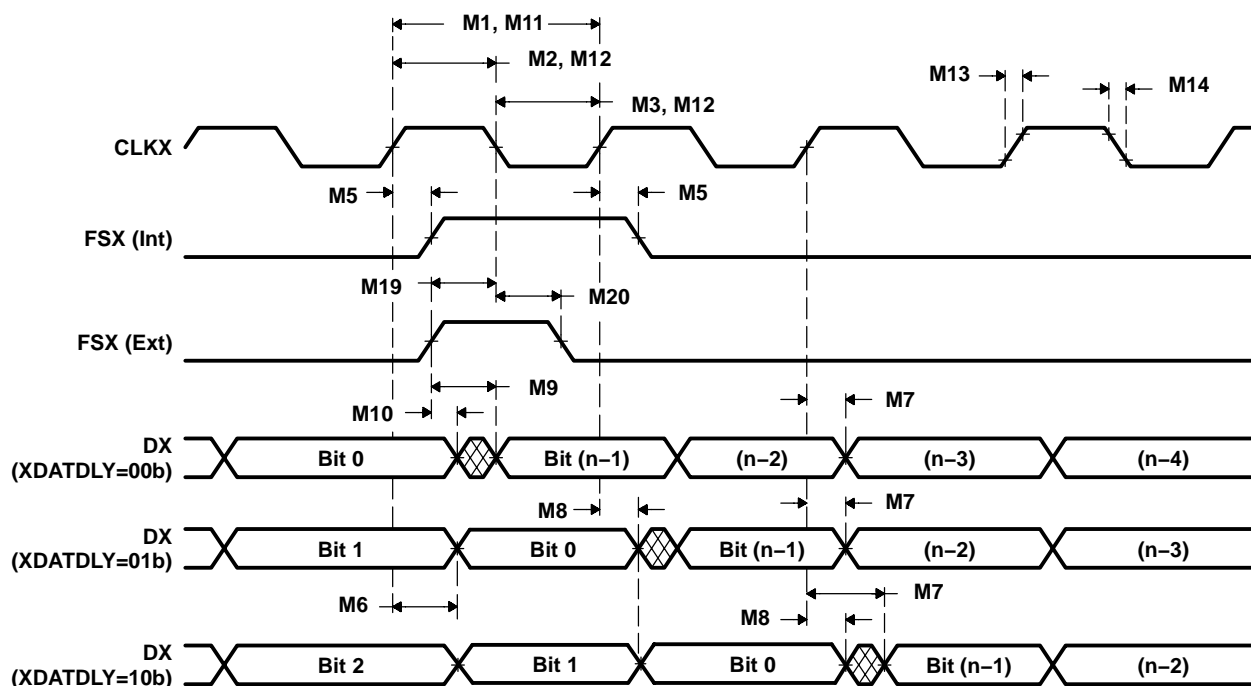 M1, M11
M2, M12
M13
M14
M3, M12
CLKX
M5
M5
FSX (Int)
M19
M20
FSX (Ext)
M9
M10
M7
DX
(XDATDLY=00b)
Bit 0
Bit (n−1)
(n−2)
(n−3)
(n−4)
M8
M7
DX
(XDATDLY=01b)
Bit 1
Bit 0
Bit (n−1)
(n−2)
(n−3)
M6
M7
M8
DX
(XDATDLY=10b)
Bit 2
Bit 1
Bit 0
Bit (n−1)
(n−2)